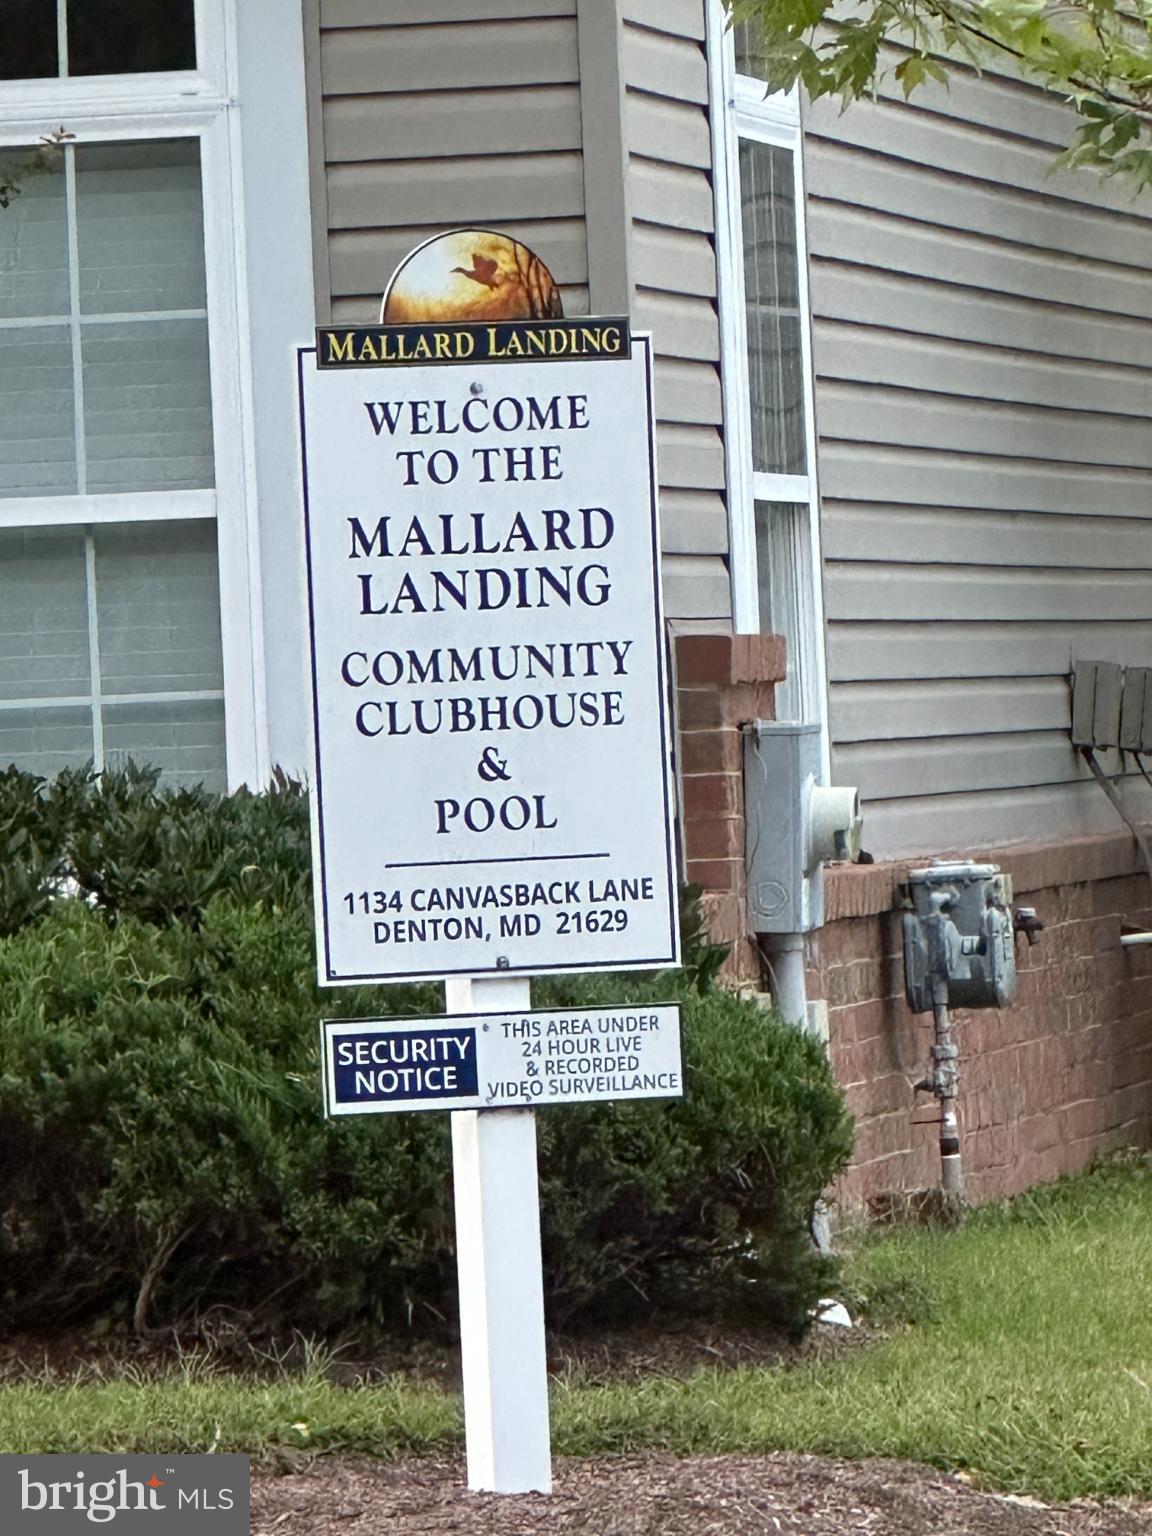 MALLARD LANDING
WELCOME
TO THE
MALLARD
LANDING
COMMUNITY
CLUBHOUSE
&
POOL
1134 CANVASBACK LANE
DENTON, MD 21629
SECURITY
NOTICE
THIS AREA UNDER
24 HOUR LIVE
& RECORDED
VIDEO SURVEILLANCE
bright™ MLS